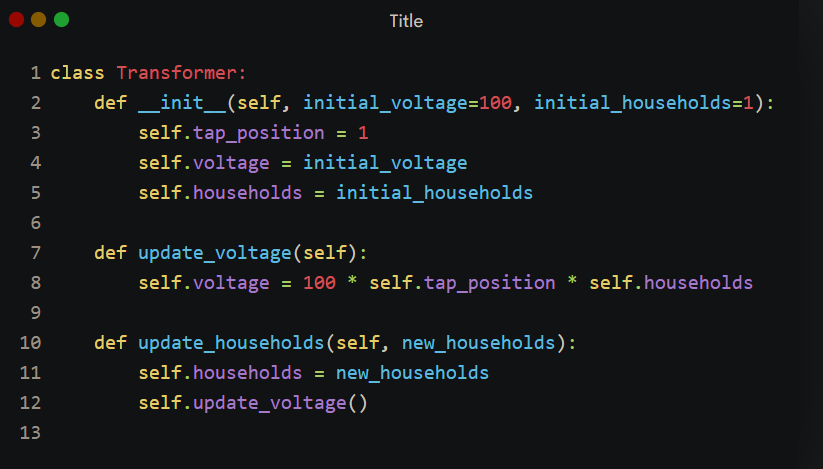 Title
1 class Transformer:
2     def __init__(self, initial_voltage=100, initial_households=1):
3         self.tap_position = 1
4         self.voltage = initial_voltage
5         self.households = initial_households
6
7     def update_voltage(self):
8         self.voltage = 100 * self.tap_position * self.households
9
10     def update_households(self, new_households):
11         self.households = new_households
12         self.update_voltage()
13